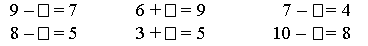 9 – □ = 7 6 + □ = 9 7 – □ = 4
8 – □ = 5 3 + □ = 5 10 – □ = 8